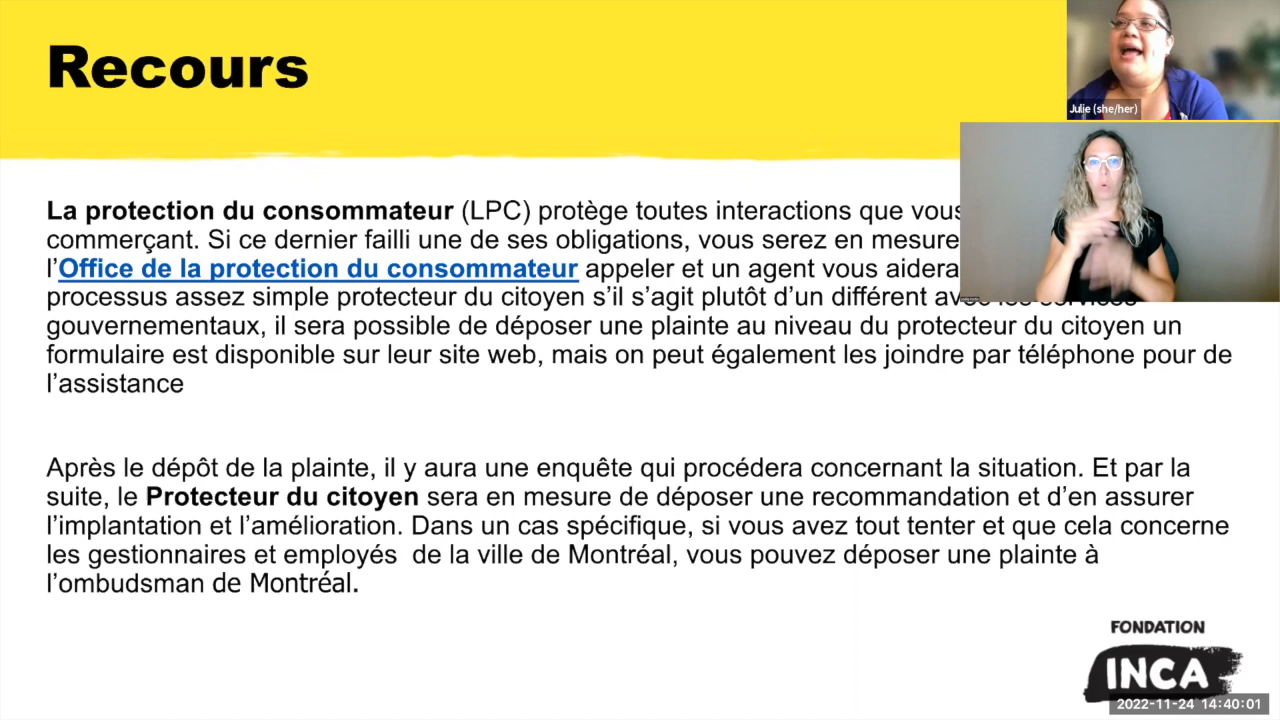 Recours
Julie (she/her)
La protection du consommateur (LPC) protège toutes interactions que vous
commerçant. Si ce dernier failli une de ses obligations, vous serez en mesure
l’Office de la protection du consommateur appeler et un agent vous aidera
processus assez simple protecteur du citoyen s’il s’agit plutôt d’un différent avec les services
gouvernementaux, il sera possible de déposer une plainte au niveau du protecteur du citoyen un
formulaire est disponible sur leur site web, mais on peut également les joindre par téléphone pour de
l’assistance
Après le dépôt de la plainte, il y aura une enquête qui procédera concernant la situation. Et par la
suite, le Protecteur du citoyen sera en mesure de déposer une recommandation et d’en assurer
l’implantation et l’amélioration. Dans un cas spécifique, si vous avez tout tenter et que cela concerne
les gestionnaires et employés  de la ville de Montréal, vous pouvez déposer une plainte à
l’ombudsman de Montréal.
FONDATION
INCA
2022-11-24 14:40:01